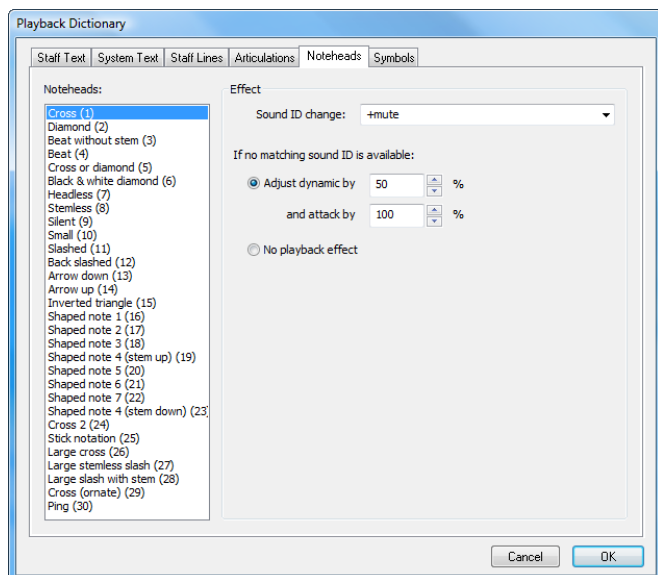 Playback Dictionary
Staff Text System Text Staff Lines Articulations Noteheads Symbols
Noteheads:
Cross (1)
Diamond (2)
Beat without stem (3)
Beat (4)
Cross or diamond (5)
Black & white diamond (6)
Headless (7)
Stemless (8)
Silent (9)
Small (10)
Slashed (11)
Back slashed (12)
Arrow down (13)
Arrow up (14)
Inverted triangle (15)
Shaped note 1 (16)
Shaped note 2 (17)
Shaped note 3 (18)
Shaped note 4 (stem up) (19)
Shaped note 5 (20)
Shaped note 6 (21)
Shaped note 7 (22)
Shaped note 4 (stem down) (23
Cross 2 (24)
Stick notation (25)
Large cross (26)
Large stemless slash (27)
Large slash with stem (28)
Cross (ornate) (29)
Ping (30)
Effect
Sound ID change: +mute
If no matching sound ID is available:
Adjust dynamic by 50 %
and attack by 100 %
No playback effect
Cancel OK